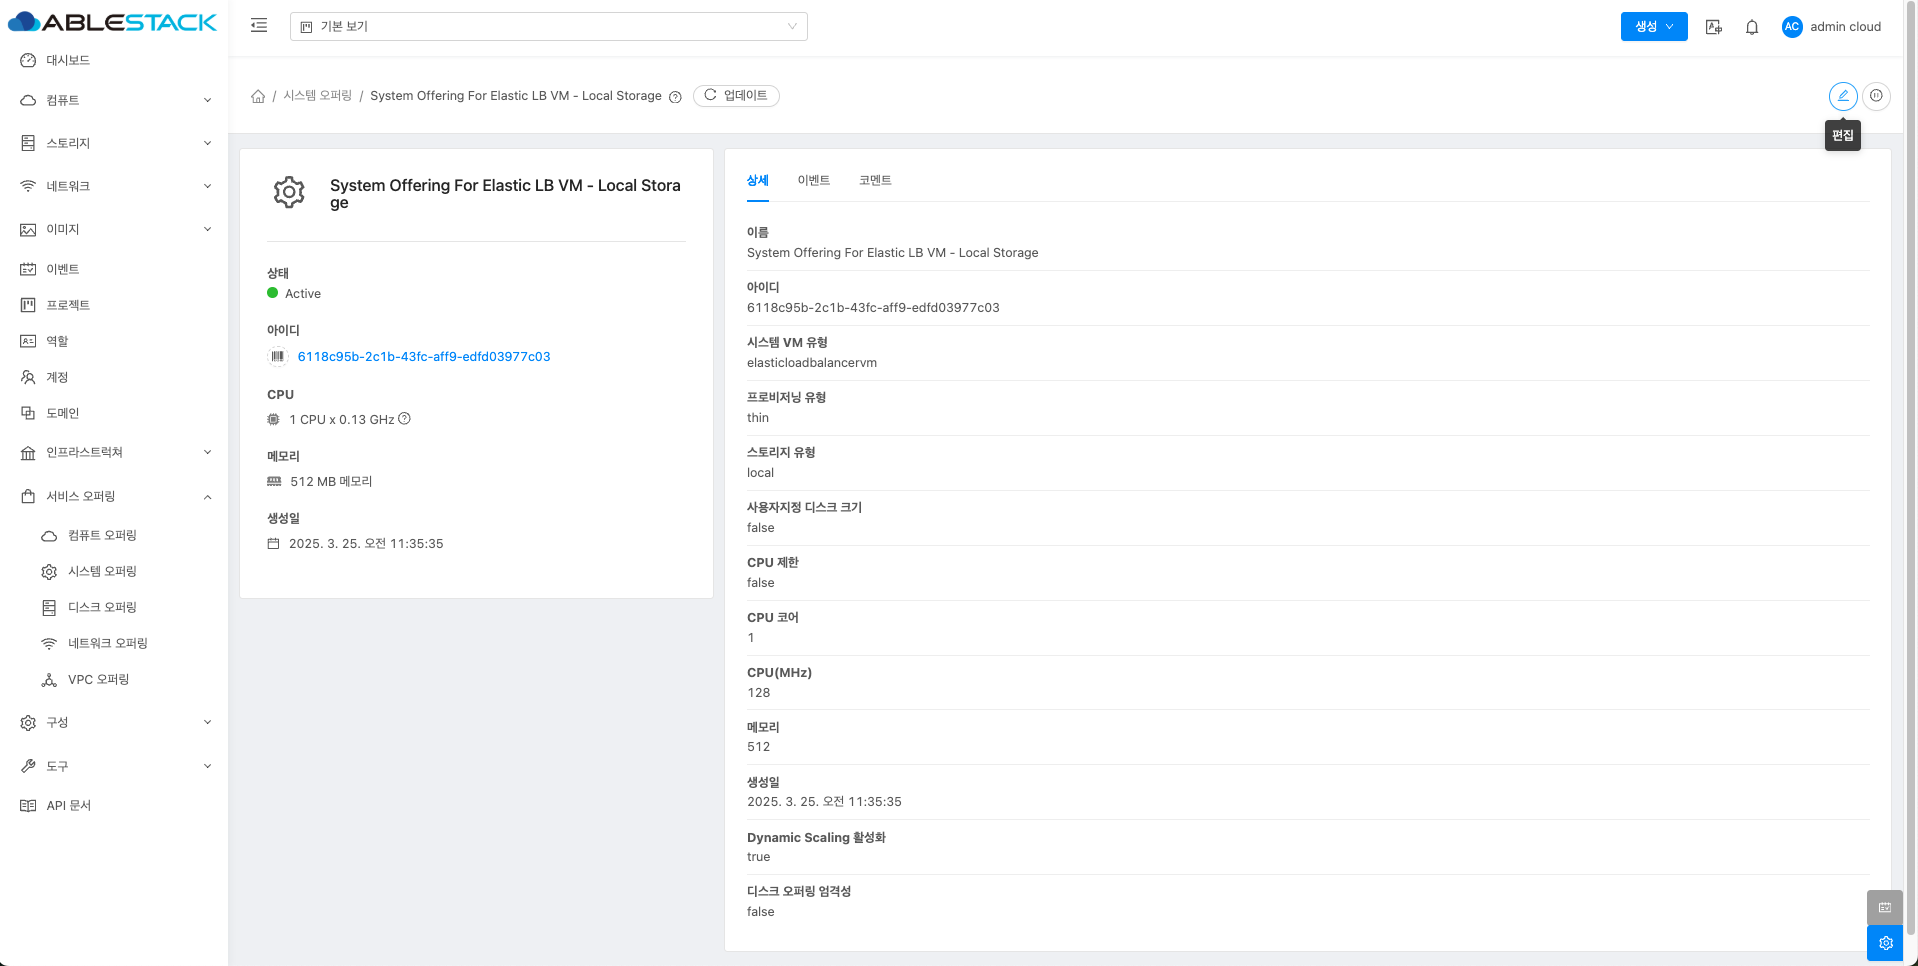 ABLESTACK
기본 보기
생성
AC
admin cloud
대시보드
컴퓨트
스토리지
네트워크
이미지
이벤트
프로젝트
역할
계정
도메인
인프라스트럭쳐
서비스 오퍼링
컴퓨트 오퍼링
시스템 오퍼링
디스크 오퍼링
네트워크 오퍼링
VPC 오퍼링
구성
도구
API 문서
/ 시스템 오퍼링 / System Offering For Elastic LB VM - Local Storage
업데이트
편집
System Offering For Elastic LB VM - Local Stora
ge
상태
Active
아이디
6118c95b-2c1b-43fc-aff9-edfd03977c03
CPU
1 CPU x 0.13 GHz
메모리
512 MB 메모리
생성일
2025. 3. 25. 오전 11:35:35
상세
이벤트
코멘트
이름
System Offering For Elastic LB VM - Local Storage
아이디
6118c95b-2c1b-43fc-aff9-edfd03977c03
시스템 VM 유형
elasticloadbalancervm
프로비저닝 유형
thin
스토리지 유형
local
사용자지정 디스크 크기
false
CPU 제한
false
CPU 코어
1
CPU(MHz)
128
메모리
512
생성일
2025. 3. 25. 오전 11:35:35
Dynamic Scaling 활성화
true
디스크 오퍼링 엄격성
false